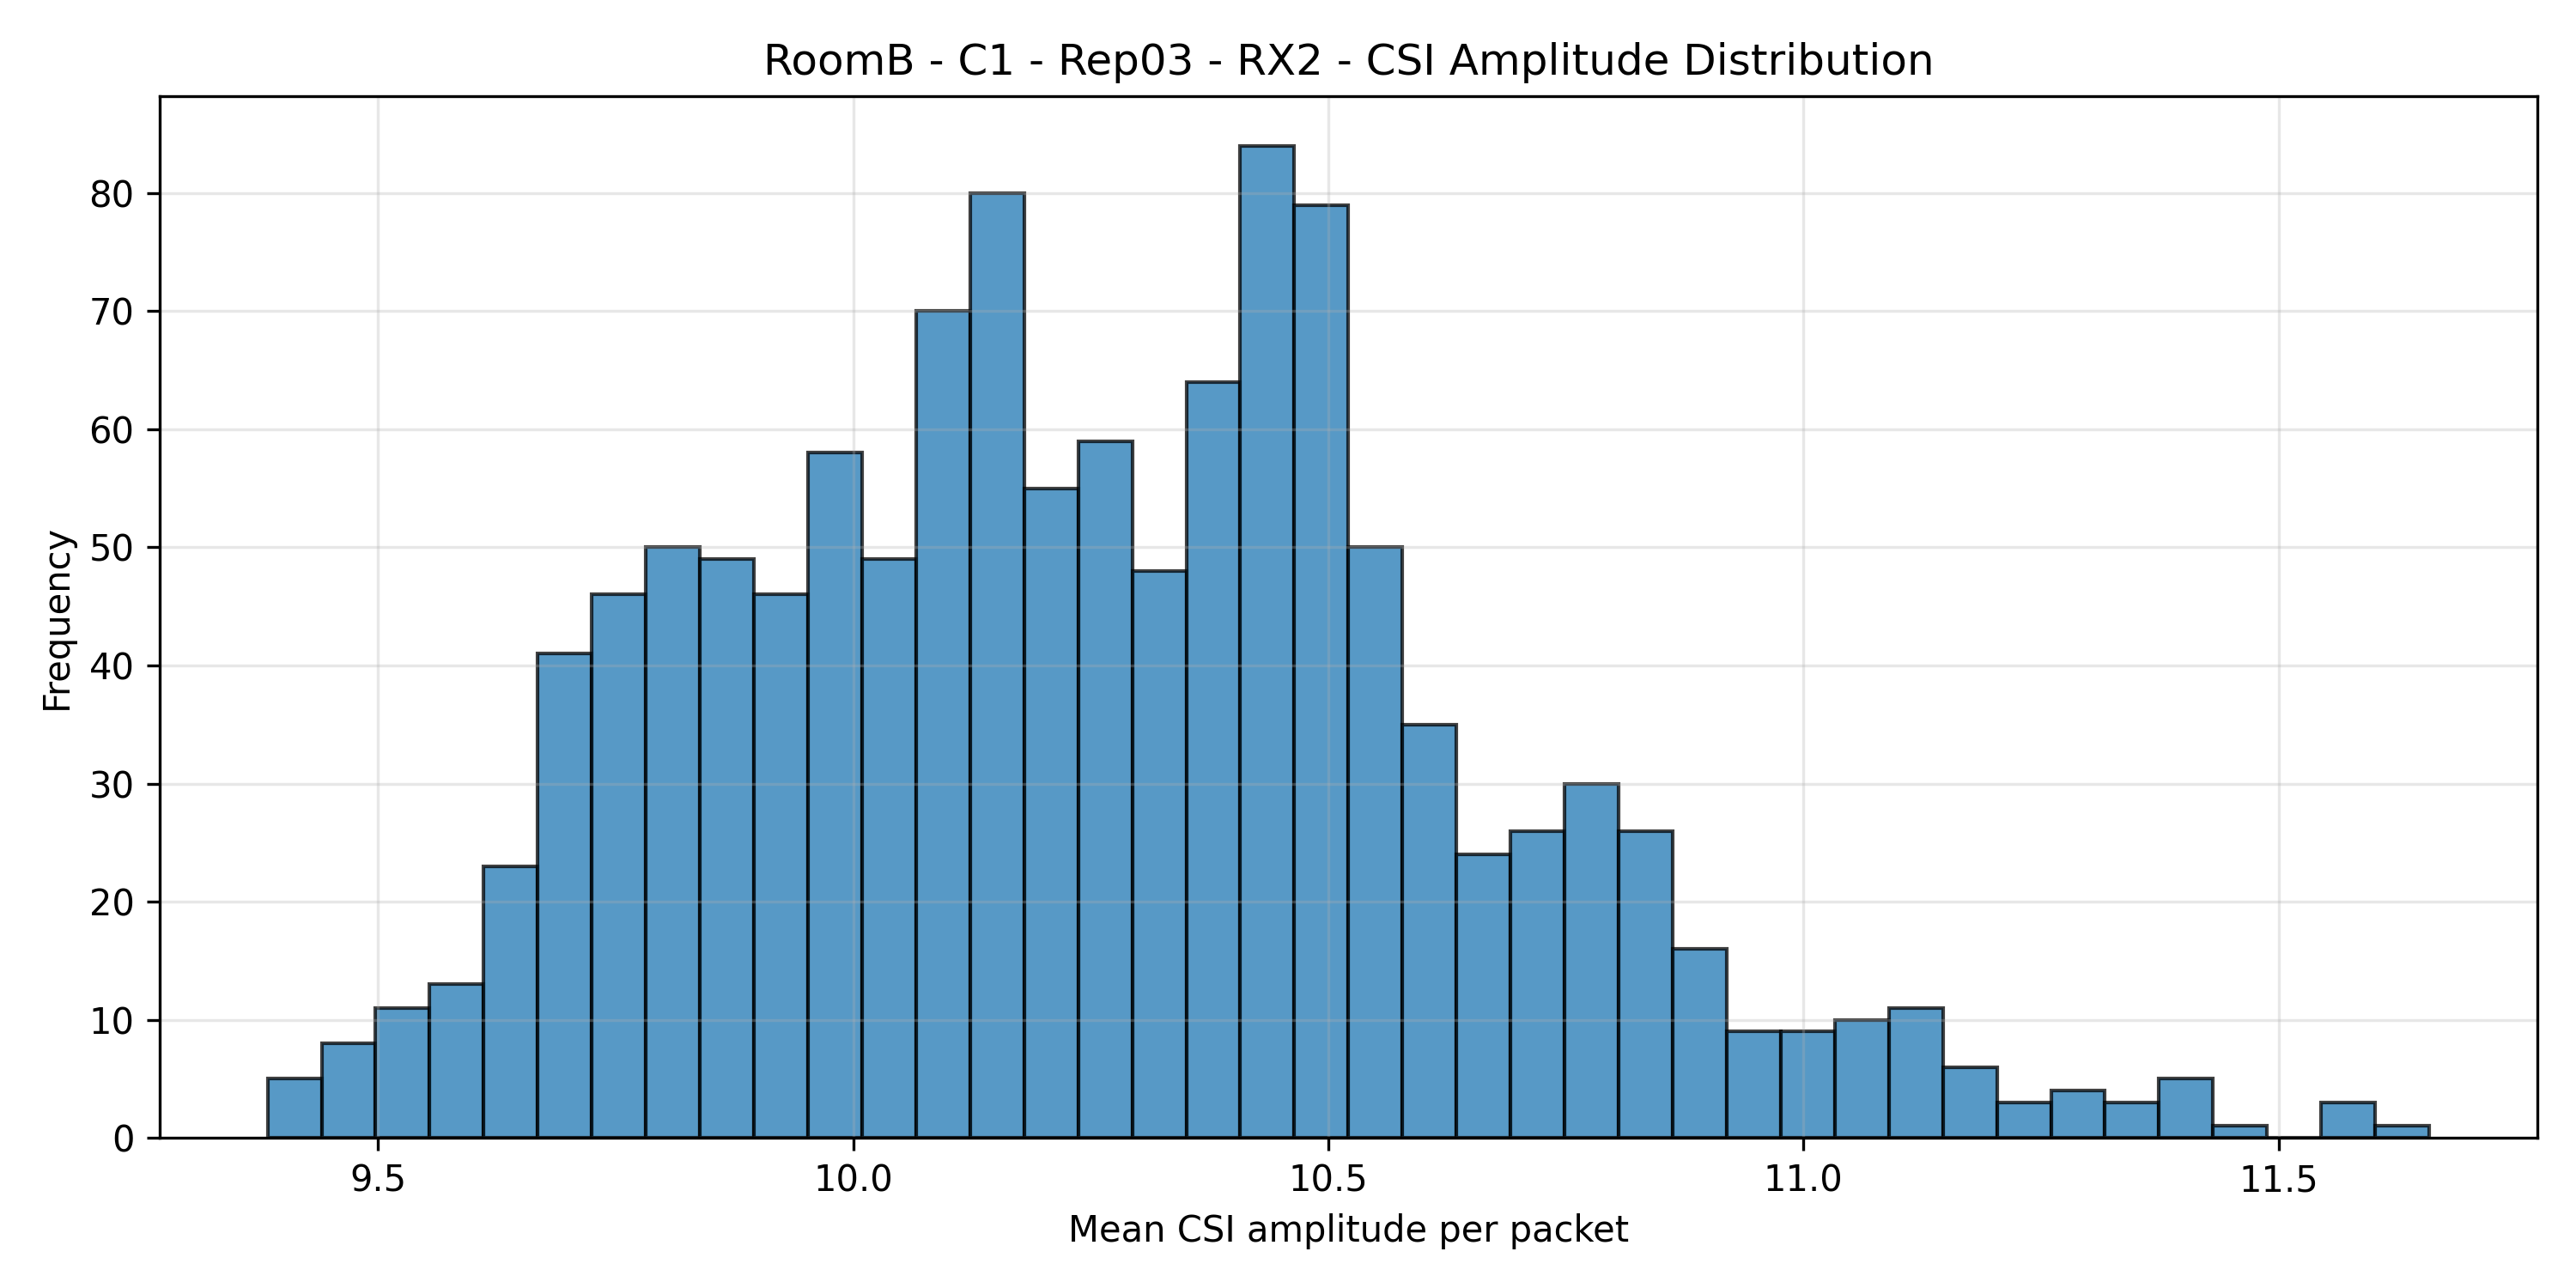 RoomB - C1 - Rep03 - RX2 - CSI Amplitude Distribution
Frequency
80
70
60
50
40
30
20
10
0
9.5 10.0 10.5 11.0 11.5
Mean CSI amplitude per packet